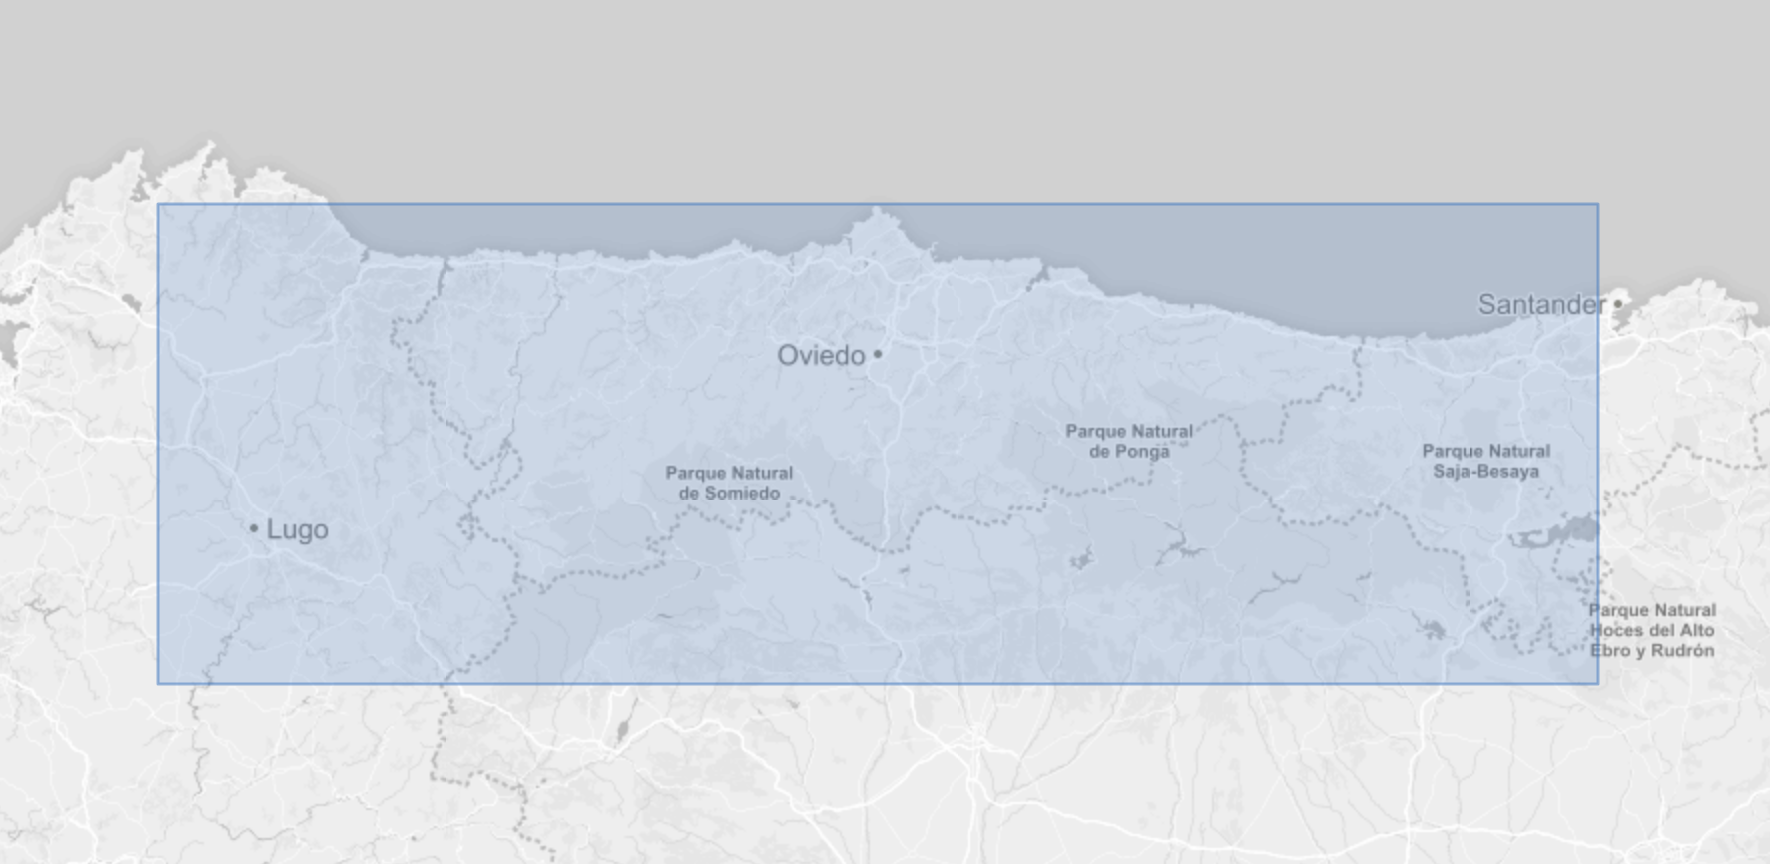 Santander
Oviedo
Parque Natural
de Ponga
Parque Natural
Saja-Besaya
Parque Natural
de Somiedo
Lugo
Parque Natural
Hoces del Alto
Ebro y Rudrón